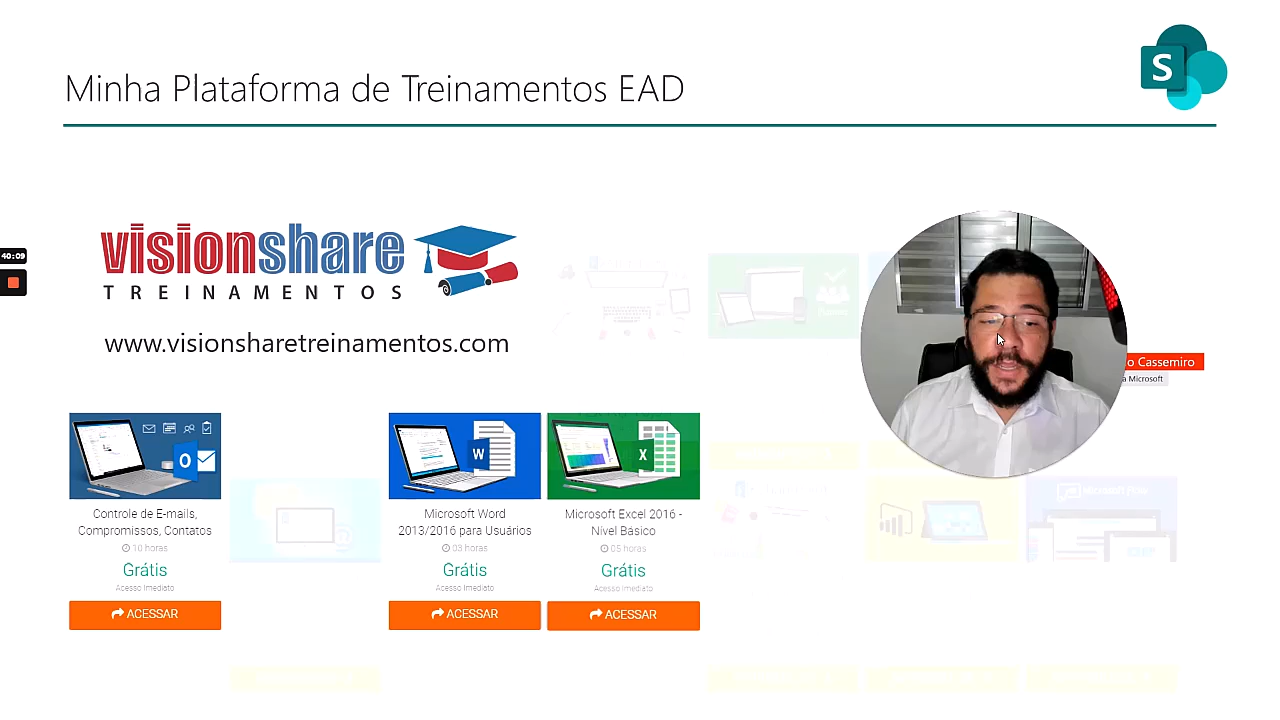 Minha Plataforma de Treinamentos EAD
S
40:09
visionshare
TREINAMENTOS
www.visionsharetreinamentos.com
o Cassemiro
a Microsoft
O
W
X
Controle de E-mails,
Compromissos, Contatos
10 horas
Grátis
Acesso Imediato
ACESSAR
Microsoft Word
2013/2016 para Usuários
03 horas
Grátis
Acesso Imediato
ACESSAR
Microsoft Excel 2016 -
Nível Básico
05 horas
Grátis
Acesso Imediato
ACESSAR